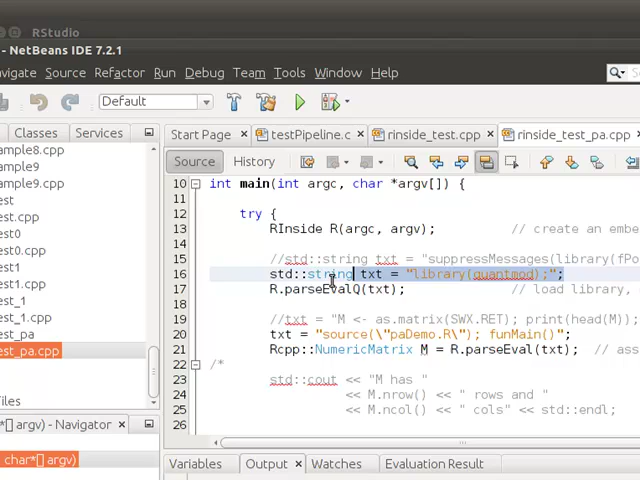 RStudio
- NetBeans IDE 7.2.1
avigate Source Refactor Run Debug Team Tools Window Help
Default
Classes Services
Start Page testPipeline.c rinside_test.cpp rinside_test_pa.cpp
Source History
ample8.cpp
ample9
ample9.cpp
est
est.cpp
est0
est0.cpp
est1
est1.cpp
est_1
est_1.cpp
est_pa
est_pa.cpp
iles
*[] argv) - Navigator
char*[] argv)
10 int main(int argc, char *argv[]) {
11
12 try {
13 RInside R(argc, argv); // create an embe
14
15 //std::string txt = "suppressMessages(library(fPo
16 std::string txt = "library(quantmod);";
17 R.parseEvalQ(txt); // load library,
18
19 //txt = "M <- as.matrix(SWX.RET); print(head(M));
20 txt = "source(\"paDemo.R\"); funMain()";
21 Rcpp::NumericMatrix M = R.parseEval(txt); // ass
22 /*
23 std::cout << "M has "
24 << M.nrow() << " rows and "
25 << M.ncol() << " cols" << std::endl;
26
Variables Output Watches Evaluation Result